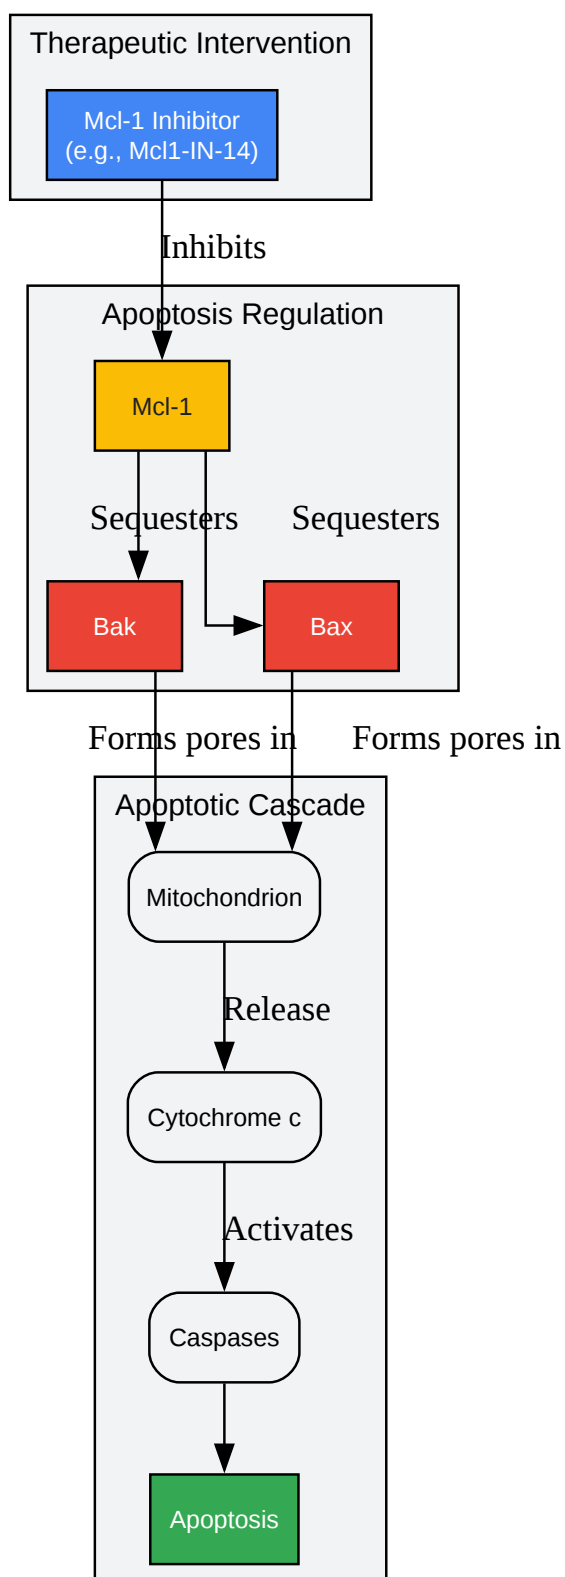 Therapeutic Intervention
Mcl-1 Inhibitor
(e.g., Mcl1-IN-14)
Inhibits
Apoptosis Regulation
Mcl-1
Sequesters
Sequesters
Bak
Bax
Forms pores in
Forms pores in
Apoptotic Cascade
Mitochondrion
Release
Cytochrome c
Activates
Caspases
Apoptosis